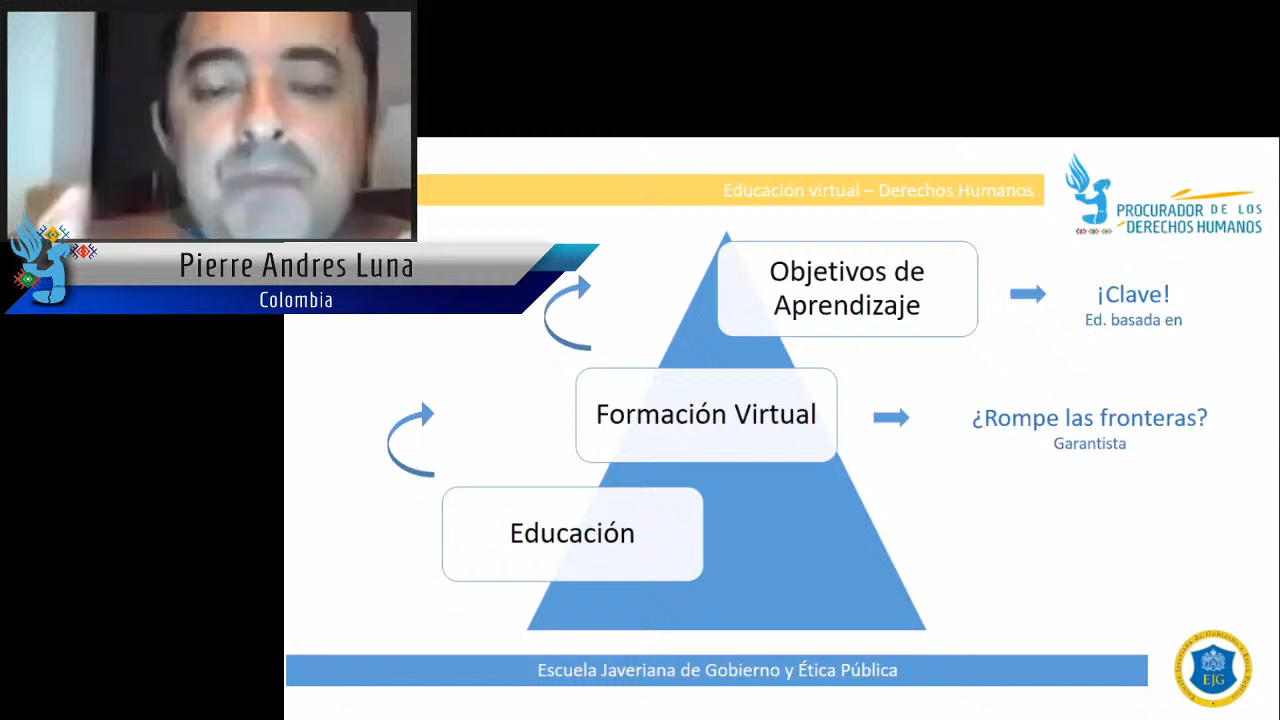 Pierre Andres Luna
Colombia
Educación virtual – Derechos Humanos
PROCURADOR DE LOS
DERECHOS HUMANOS
Objetivos de
Aprendizaje
¡Clave!
Ed. basada en
Formación Virtual
¿Rompe las fronteras?
Garantista
Educación
Escuela Javeriana de Gobierno y Ética Pública
EJG